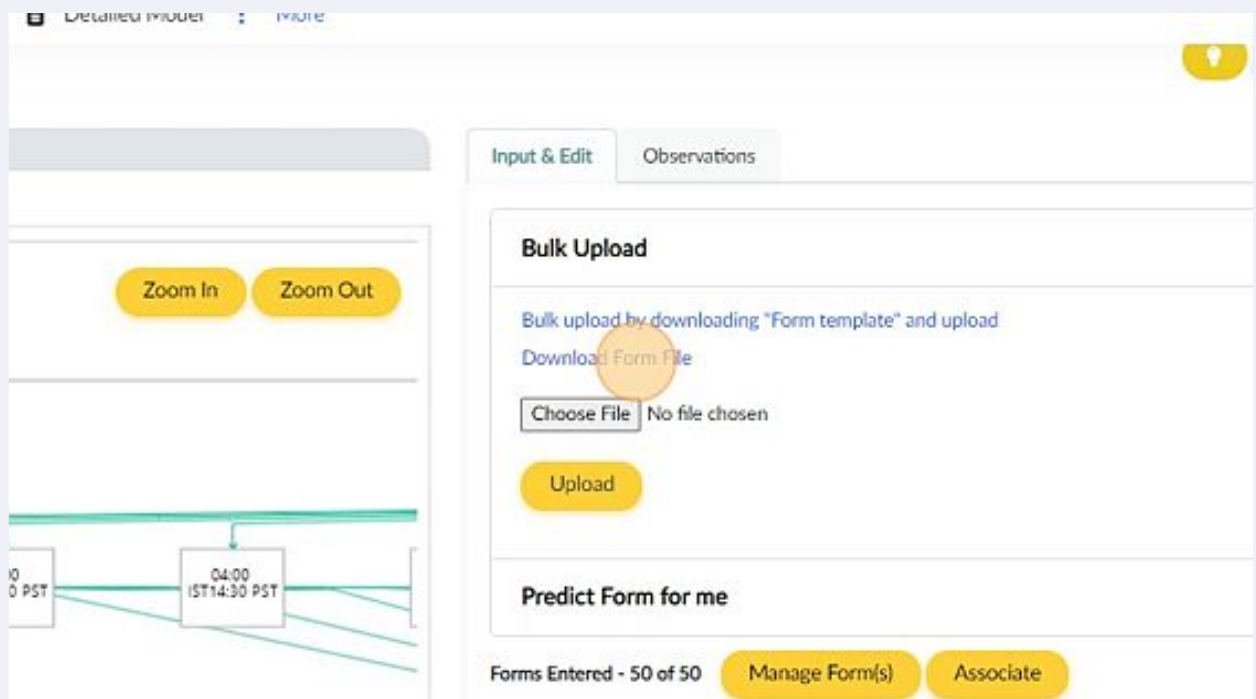 Detailed Model More
Input & Edit Observations
Bulk Upload
Zoom In Zoom Out
Bulk upload by downloading "Form template" and upload
Download Form File
Choose File No file chosen
Upload
04:00
IST14:30 PST
PST
Predict Form for me
Forms Entered - 50 of 50 Manage Form(s) Associate